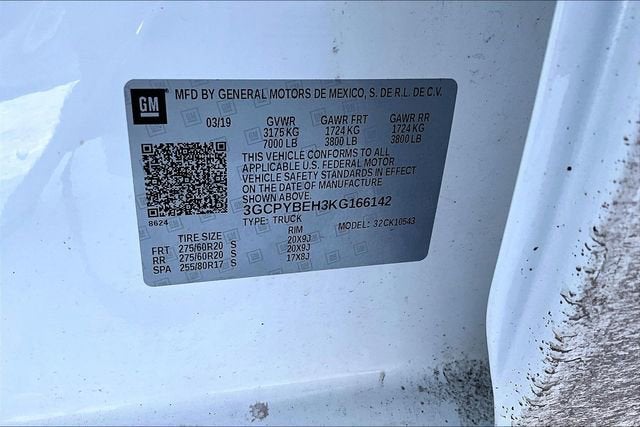 GM MFD BY GENERAL MOTORS DE MEXICO, S. DE R.L. DE C.V.
03/19 GVWR GAWR FRT GAWR RR
3175 KG 1724 KG 1724 KG
7000 LB 3800 LB 3800 LB
THIS VEHICLE CONFORMS TO ALL
APPLICABLE U.S. FEDERAL MOTOR
VEHICLE SAFETY STANDARDS IN EFFECT
ON THE DATE OF MANUFACTURE
SHOWN ABOVE.
3GCPYBEH3KG166142
8624 TYPE: TRUCK MODEL: 32CK10543
TIRE SIZE RIM
FRT 275/60R20 S 20X9J
RR 275/60R20 S 20X9J
SPA 255/80R17 S 17X8J